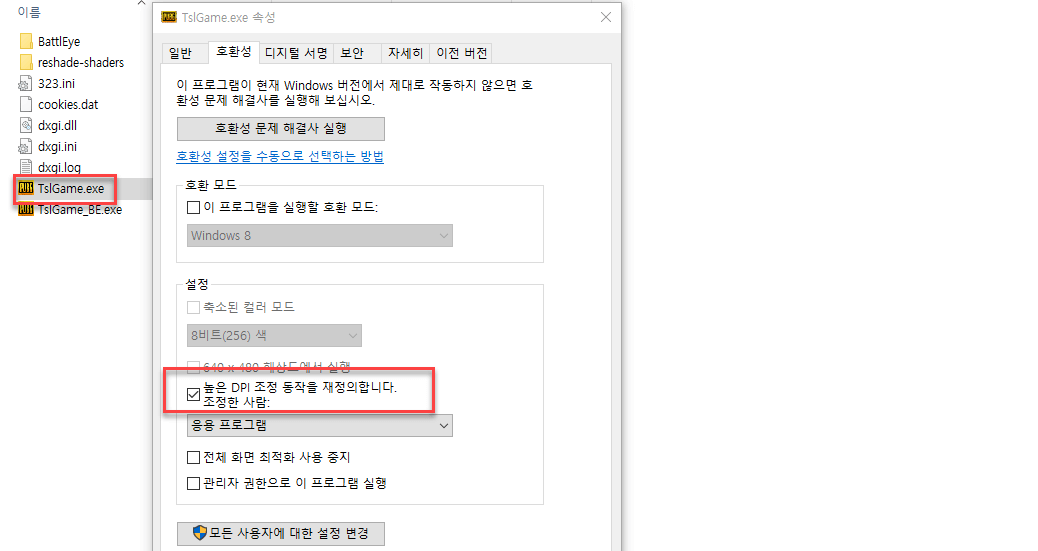 이름
BattlEye
reshade-shaders
323.ini
cookies.dat
dxgi.dll
dxgi.ini
dxgi.log
TslGame.exe
TslGame_BE.exe
TslGame.exe 속성
일반 호환성 디지털 서명 보안 자세히 이전 버전
이 프로그램이 현재 Windows 버전에서 제대로 작동하지 않으면 호
환성 문제 해결사를 실행해 보십시오.
호환성 문제 해결사 실행
호환성 설정을 수동으로 선택하는 방법
호환 모드
이 프로그램을 실행할 호환 모드:
Windows 8
설정
축소된 컬러 모드
8비트(256) 색
640 x 480 해상도에서 실행
높은 DPI 조정 동작을 재정의합니다.
조정한 사람:
응용 프로그램
전체 화면 최적화 사용 중지
관리자 권한으로 이 프로그램 실행
모든 사용자에 대한 설정 변경